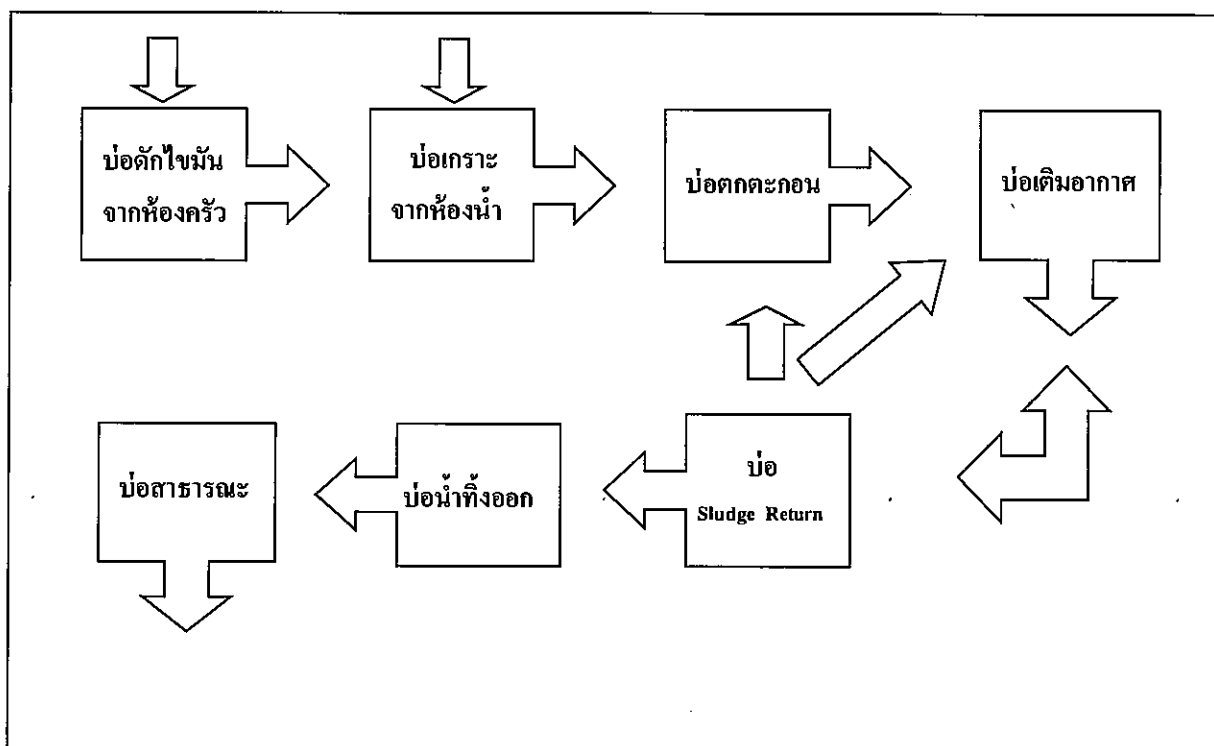 บ่อดักไขมัน
จากห้องครัว
บ่อเกราะ
จากห้องน้ำ
บ่อตกตะกอน
บ่อเติมอากาศ
บ่อสาธารณะ
บ่อน้ำทิ้งออก
บ่อ
Sludge Return